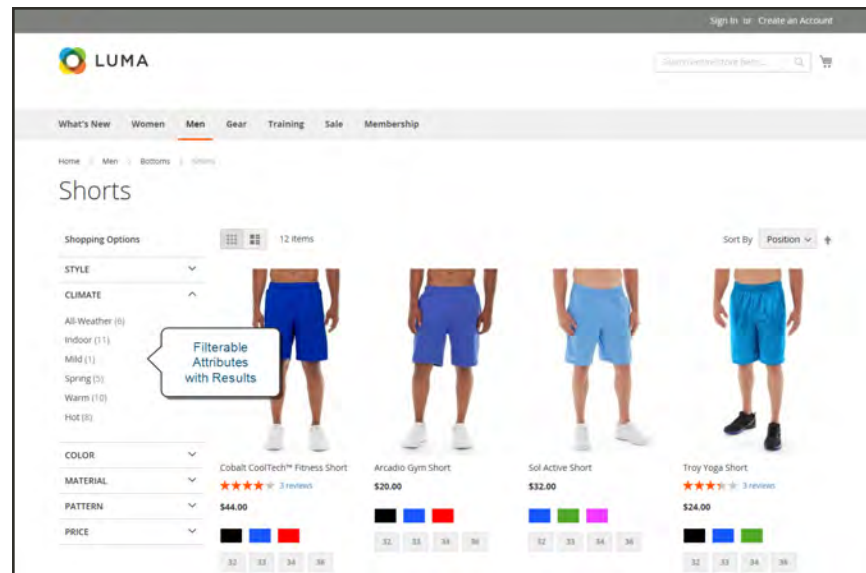 Sign In or Create an Account
LUMA
What's New Women Men Gear Training Sale Membership
Home Men Bottoms Shorts
Shorts
Shopping Options
12 items
Sort By Position
STYLE
CLIMATE
All-Weather (6)
Indoor (11)
Mild (1)
Spring (5)
Warm (10)
Hot (8)
Filterable
Attributes
with Results
COLOR
MATERIAL
PATTERN
PRICE
Cobalt CoolTech™ Fitness Short
3 reviews
$44.00
32 33 34 36
Arcadio Gym Short
$20.00
32 33 34 36
Sol Active Short
$32.00
32 33 34 36
Troy Yoga Short
3 reviews
$24.00
32 33 34 36